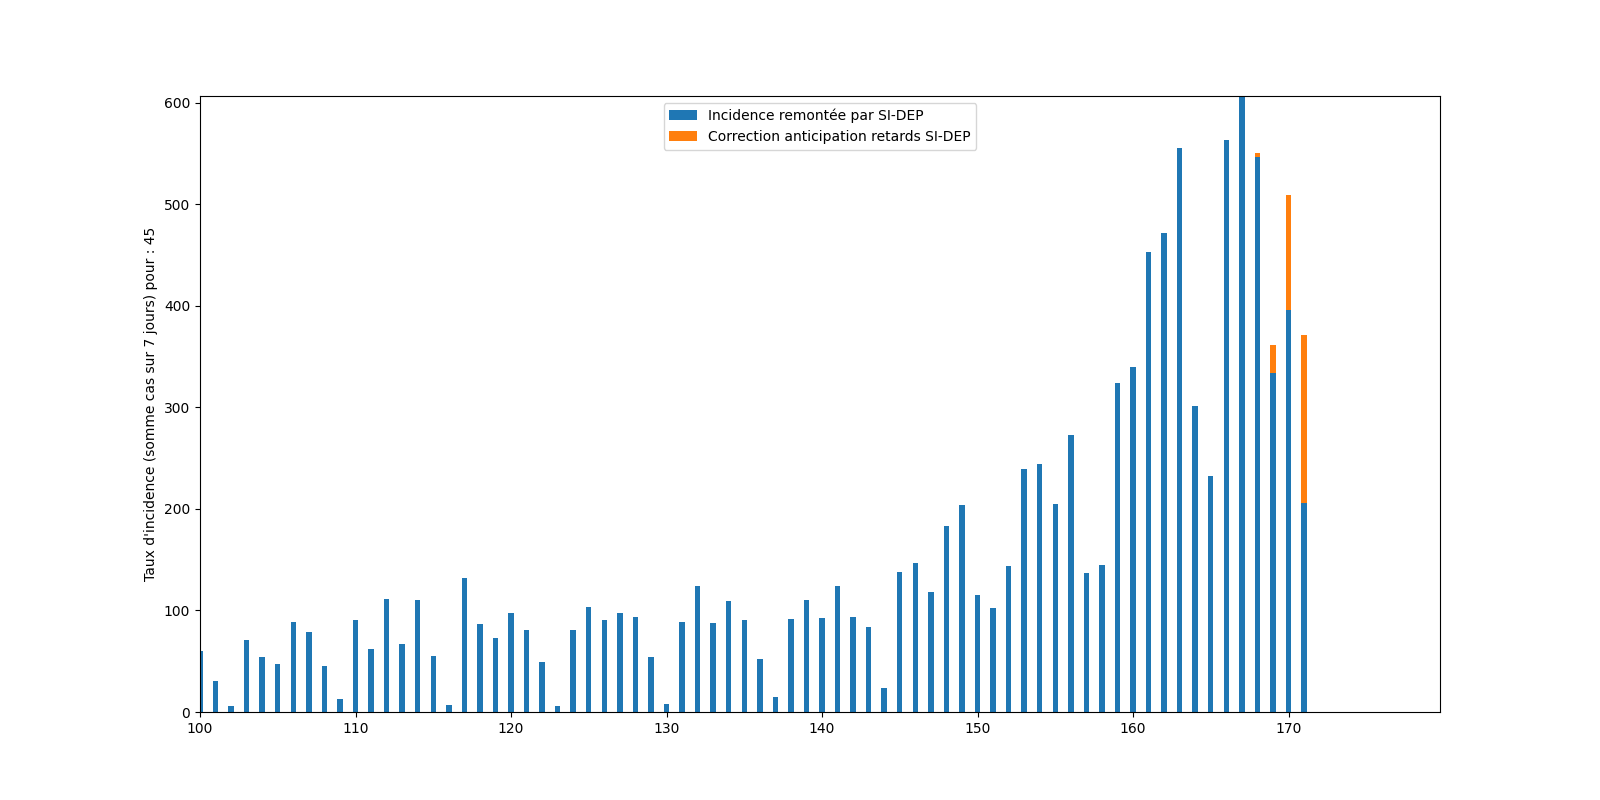 Incidence remontée par SI-DEP
Correction anticipation retards SI-DEP
Taux d'incidence (somme cas sur 7 jours) pour : 45
600
500
400
300
200
100
0
100 110 120 130 140 150 160 170